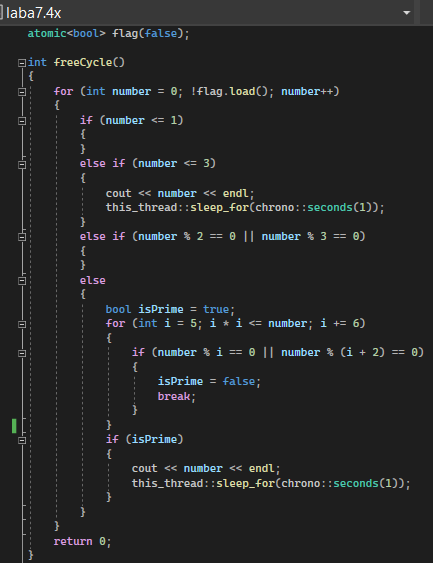 laba7.4x
atomic<bool> flag(false);
int freeCycle()
{
for (int number = 0; !flag.load(); number++)
{
if (number <= 1)
{
}
else if (number <= 3)
{
cout << number << endl;
this_thread::sleep_for(chrono::seconds(1));
}
else if (number % 2 == 0 || number % 3 == 0)
{
}
else
{
bool isPrime = true;
for (int i = 5; i * i <= number; i += 6)
{
if (number % i == 0 || number % (i + 2) == 0)
{
isPrime = false;
break;
}
}
if (isPrime)
{
cout << number << endl;
this_thread::sleep_for(chrono::seconds(1));
}
}
}
return 0;
}